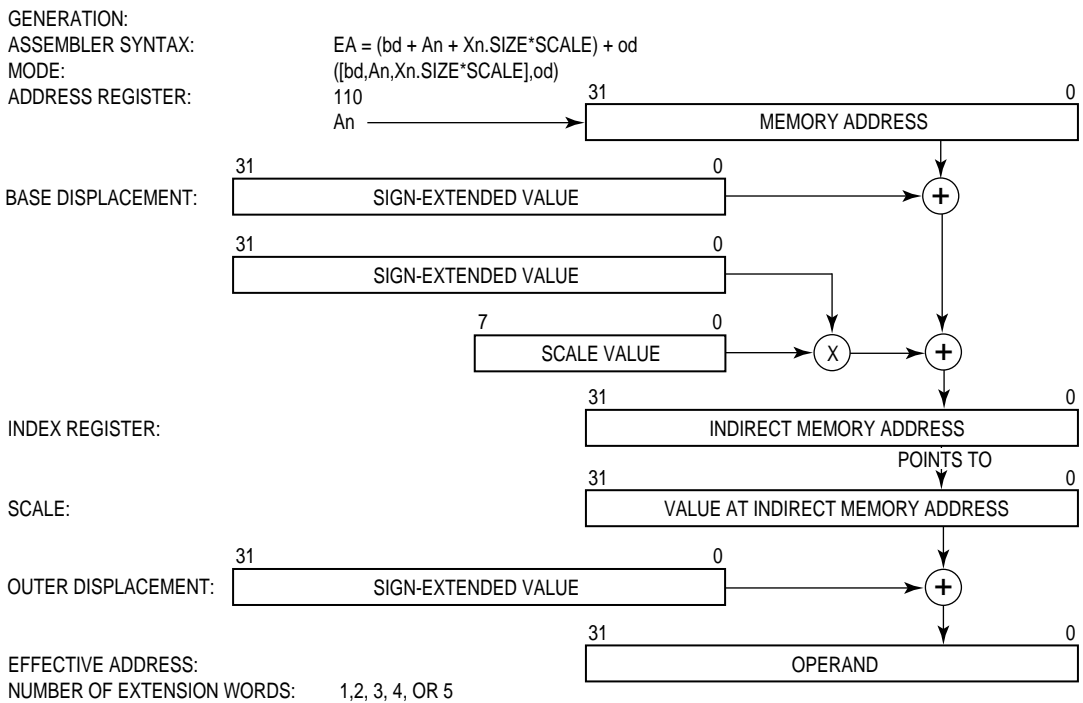 GENERATION:
ASSEMBLER SYNTAX: EA = (bd + An + Xn.SIZE*SCALE) + od
MODE: ([bd,An,Xn.SIZE*SCALE],od)
ADDRESS REGISTER: 110
31 0
An MEMORY ADDRESS
31 0
BASE DISPLACEMENT: SIGN-EXTENDED VALUE +
31 0
SIGN-EXTENDED VALUE
7 0
SCALE VALUE X +
31 0
INDEX REGISTER: INDIRECT MEMORY ADDRESS
POINTS TO
31 0
SCALE: VALUE AT INDIRECT MEMORY ADDRESS
31 0
OUTER DISPLACEMENT: SIGN-EXTENDED VALUE +
31 0
EFFECTIVE ADDRESS: OPERAND
NUMBER OF EXTENSION WORDS: 1,2, 3, 4, OR 5